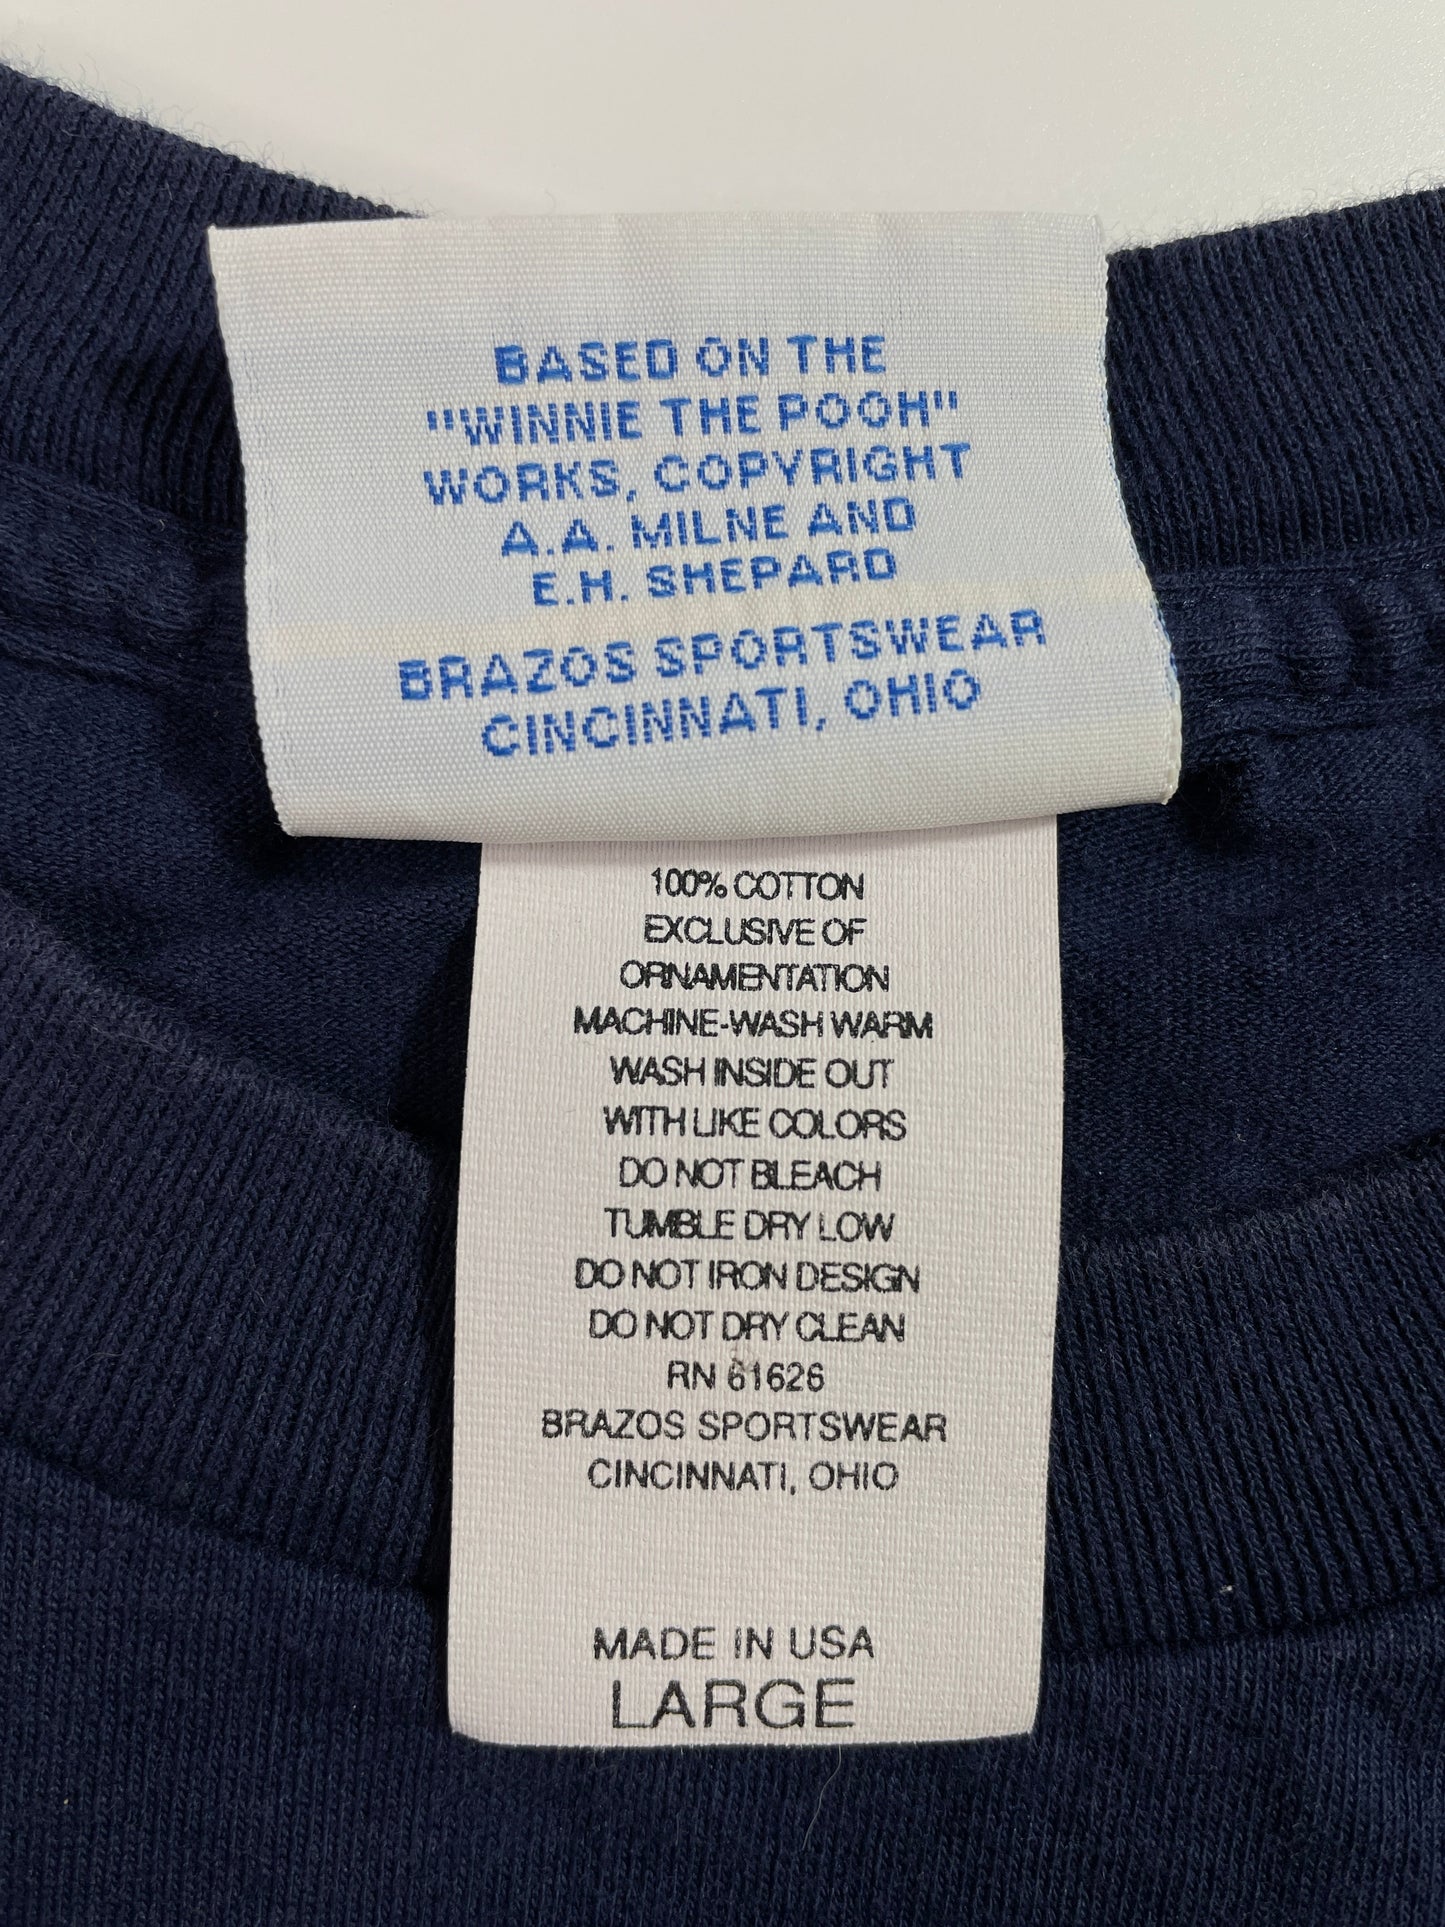 BASED ON THE
"WINNIE THE POOH"
WORKS, COPYRIGHT
A.A. MILNE AND
E.H. SHEPARD
BRAZOS SPORTSWEAR
CINCINNATI, OHIO
100% COTTON
EXCLUSIVE OF
ORNAMENTATION
MACHINE-WASH WARM
WASH INSIDE OUT
WITH LIKE COLORS
DO NOT BLEACH
TUMBLE DRY LOW
DO NOT IRON DESIGN
DO NOT DRY CLEAN
RN 61626
BRAZOS SPORTSWEAR
CINCINNATI, OHIO
MADE IN USA
LARGE